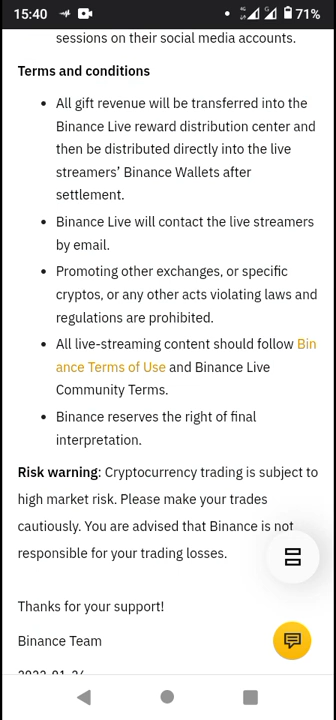 15:40
71%
sessions on their social media accounts.
Terms and conditions
• All gift revenue will be transferred into the
Binance Live reward distribution center and
then be distributed directly into the live
streamers’ Binance Wallets after
settlement.
• Binance Live will contact the live streamers
by email.
• Promoting other exchanges, or specific
cryptos, or any other acts violating laws and
regulations are prohibited.
• All live-streaming content should follow Bin
ance Terms of Use and Binance Live
Community Terms.
• Binance reserves the right of final
interpretation.
Risk warning: Cryptocurrency trading is subject to
high market risk. Please make your trades
cautiously. You are advised that Binance is not
responsible for your trading losses.
Thanks for your support!
Binance Team